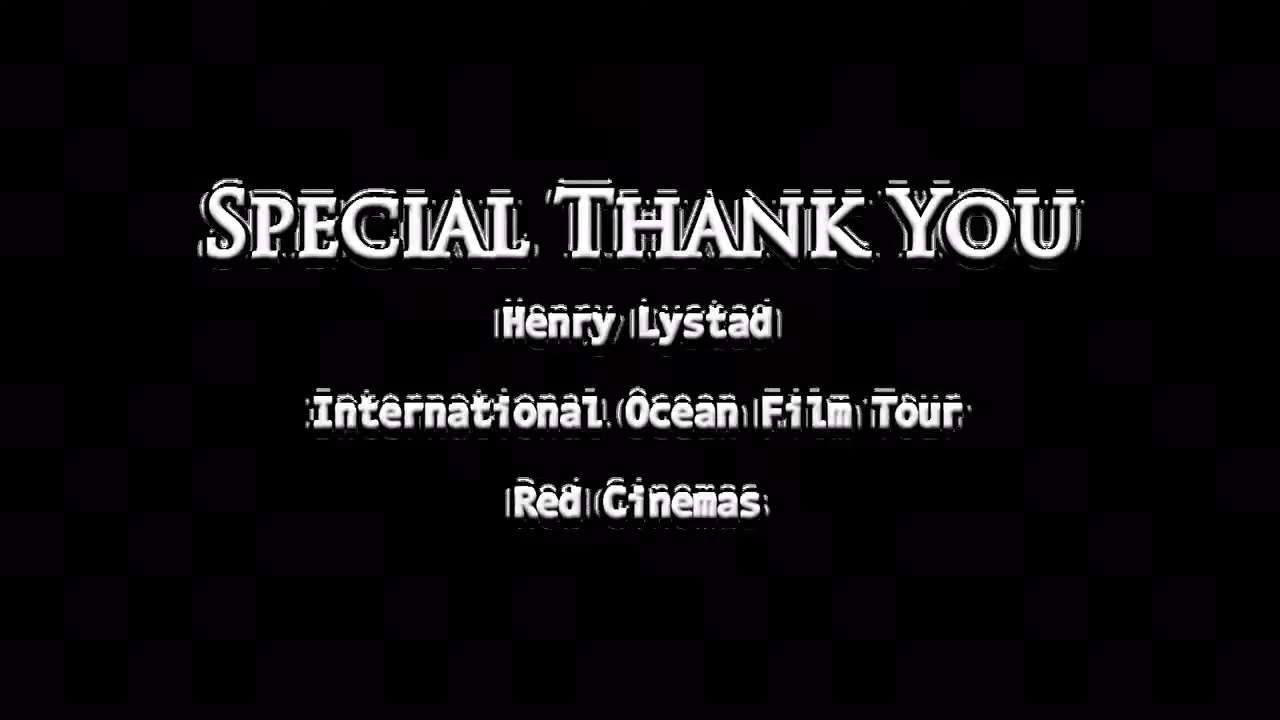 Special Thank You
Henry Lystad
International Ocean Film Tour
Red Cinemas